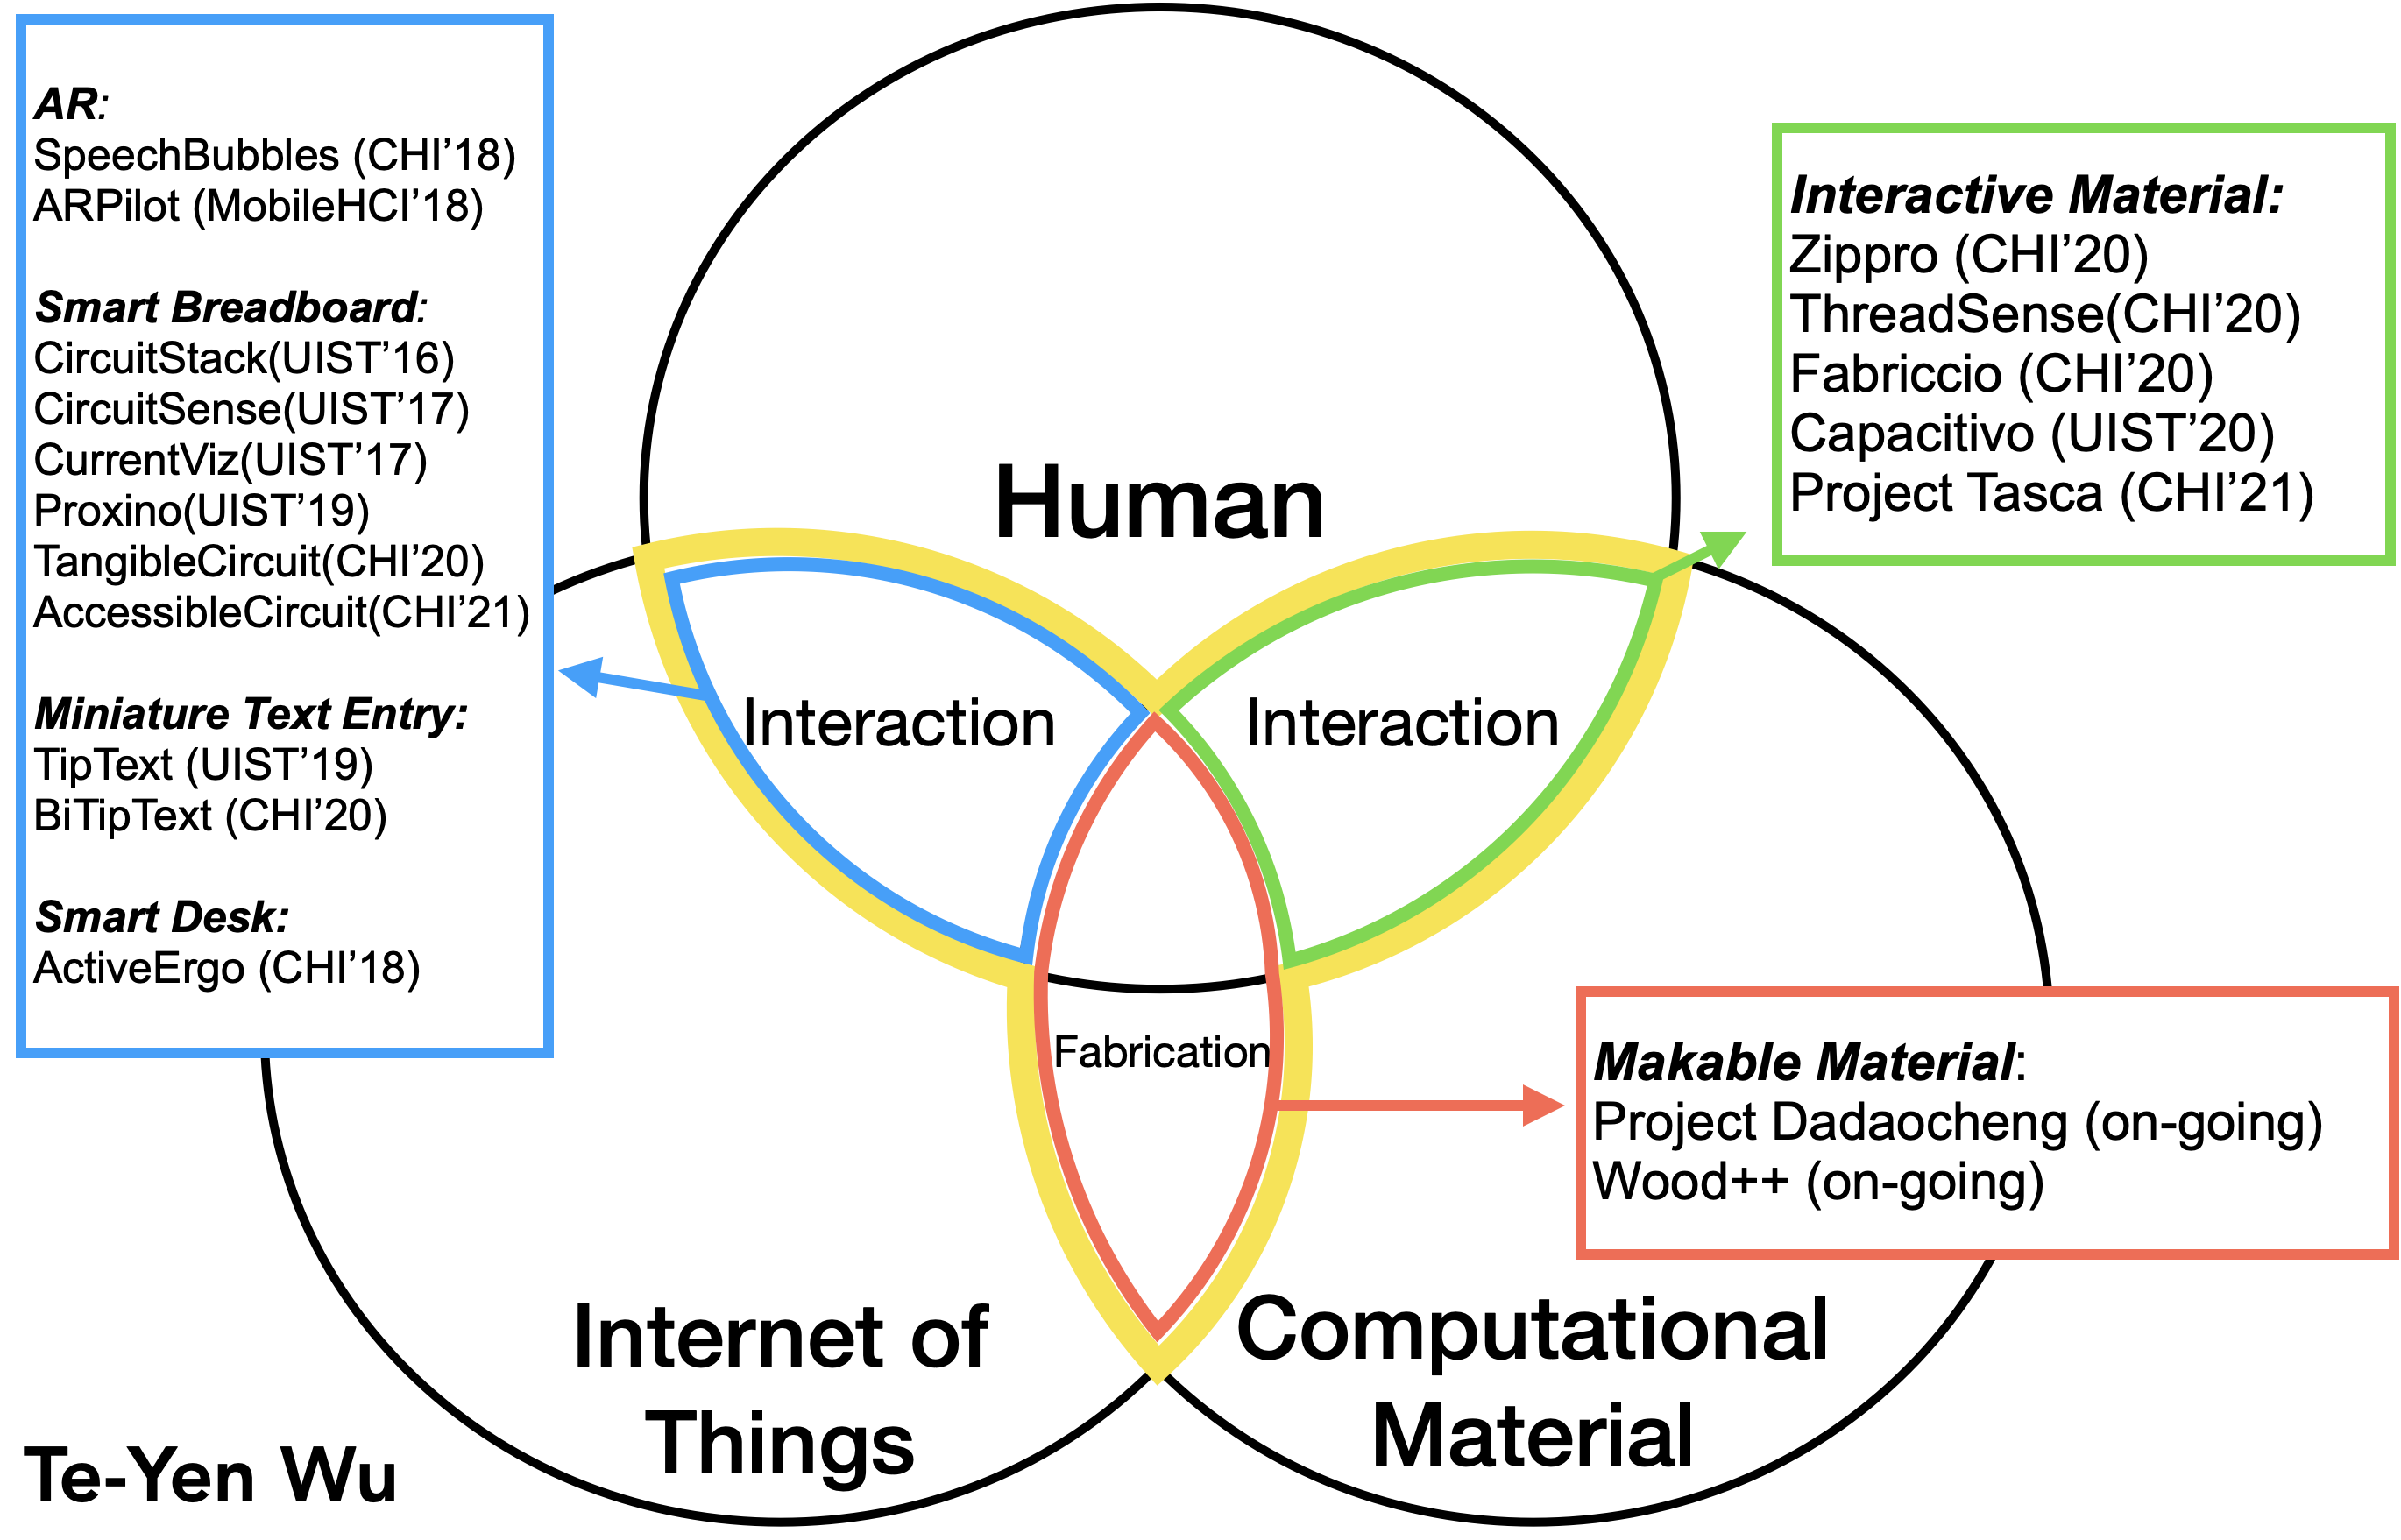 AR:
SpeechBubbles (CHI’18)
ARPilot (MobileHCI’18)
Smart Breadboard:
CircuitStack(UIST’16)
CircuitSense(UIST’17)
CurrentViz(UIST’17)
Proxino(UIST’19)
TangibleCircuit(CHI’20)
AccessibleCircuit(CHI’21)
Miniature Text Entry:
TipText (UIST’19)
BiTipText (CHI’20)
Smart Desk:
ActiveErgo (CHI’18)
Human
Interactive Material:
Zippro (CHI’20)
ThreadSense(CHI’20)
Fabriccio (CHI’20)
Capacitivo (UIST’20)
Project Tasca (CHI’21)
Interaction
Interaction
Fabrication
Makable Material:
Project Dadaocheng (on-going)
Wood++ (on-going)
Internet of
Things
Computational
Material
Te-Yen Wu